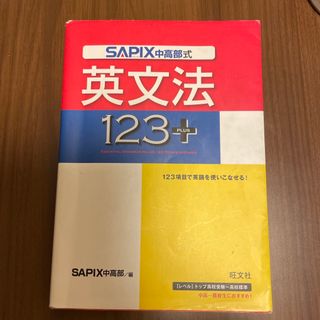 SAPIX中高部式
英文法
123+
PLUS
123項目で英語を使いこなせる!
SAPIX中高部/編
旺文社
[レベル]トップ高校受験~高校標準
中高一貫校生におすすめ!